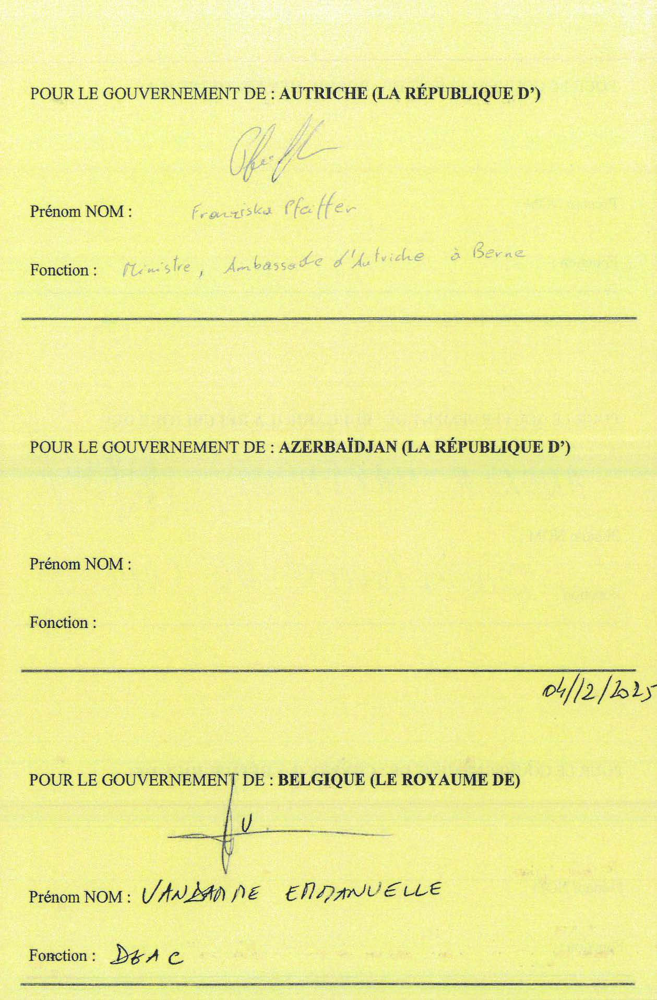 POUR LE GOUVERNEMENT DE : AUTRICHE (LA RÉPUBLIQUE D’)
Prénom NOM : Franziska Pfeiffer
Fonction : Ministre, Ambassade d'Autriche à Berne
POUR LE GOUVERNEMENT DE : AZERBAÏDJAN (LA RÉPUBLIQUE D’)
Prénom NOM :
Fonction :
04/12/2025
POUR LE GOUVERNEMENT DE : BELGIQUE (LE ROYAUME DE)
Prénom NOM : VANDAMME EMMANUELLE
Fonction : DGAC